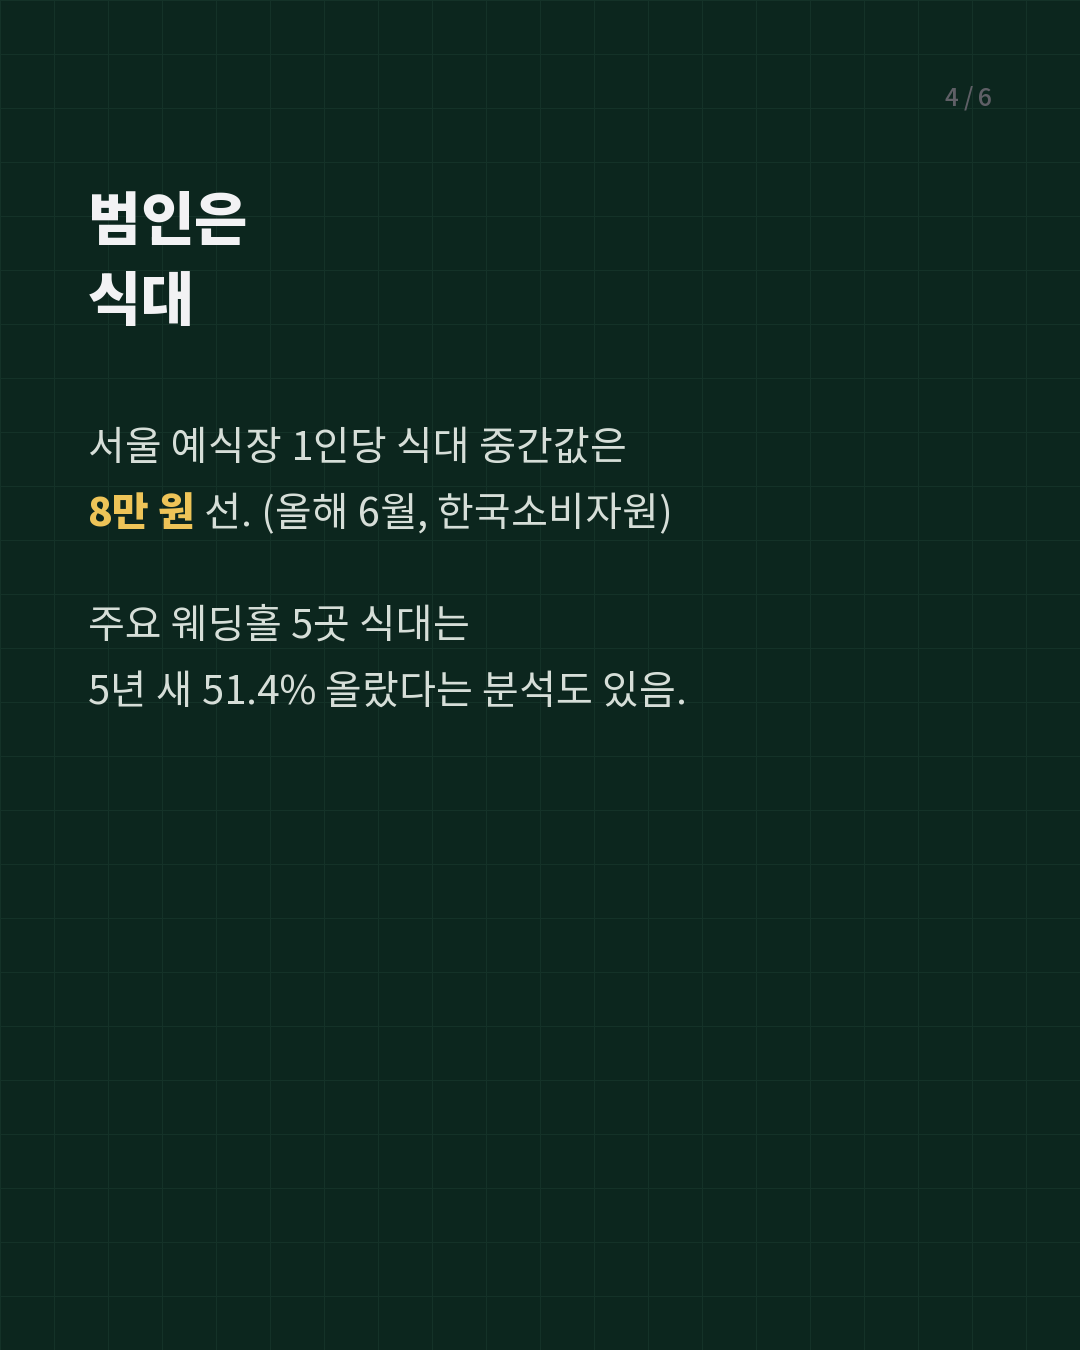 4 / 6
범인은
식대
서울 예식장 1인당 식대 중간값은
8만 원 선. (올해 6월, 한국소비자원)
주요 웨딩홀 5곳 식대는
5년 새 51.4% 올랐다는 분석도 있음.